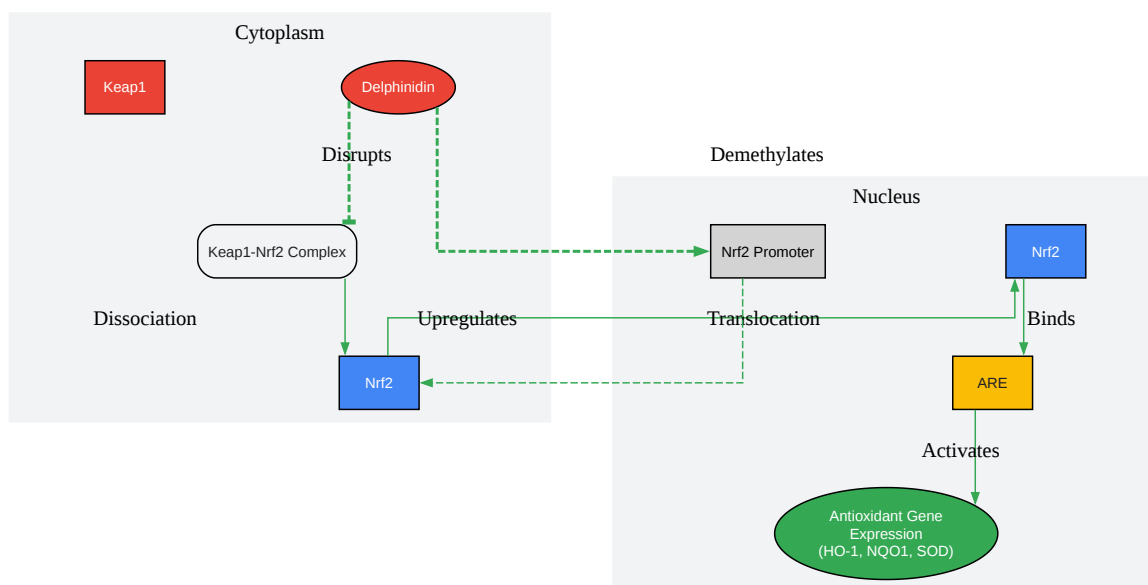 Cytoplasm
Keap1
Delphinidin
Disrupts
Demethylates
Nucleus
Keap1-Nrf2 Complex
Nrf2 Promoter
Nrf2
Dissociation
Upregulates
Translocation
Binds
Nrf2
ARE
Activates
Antioxidant Gene
Expression
(HO-1, NQO1, SOD)